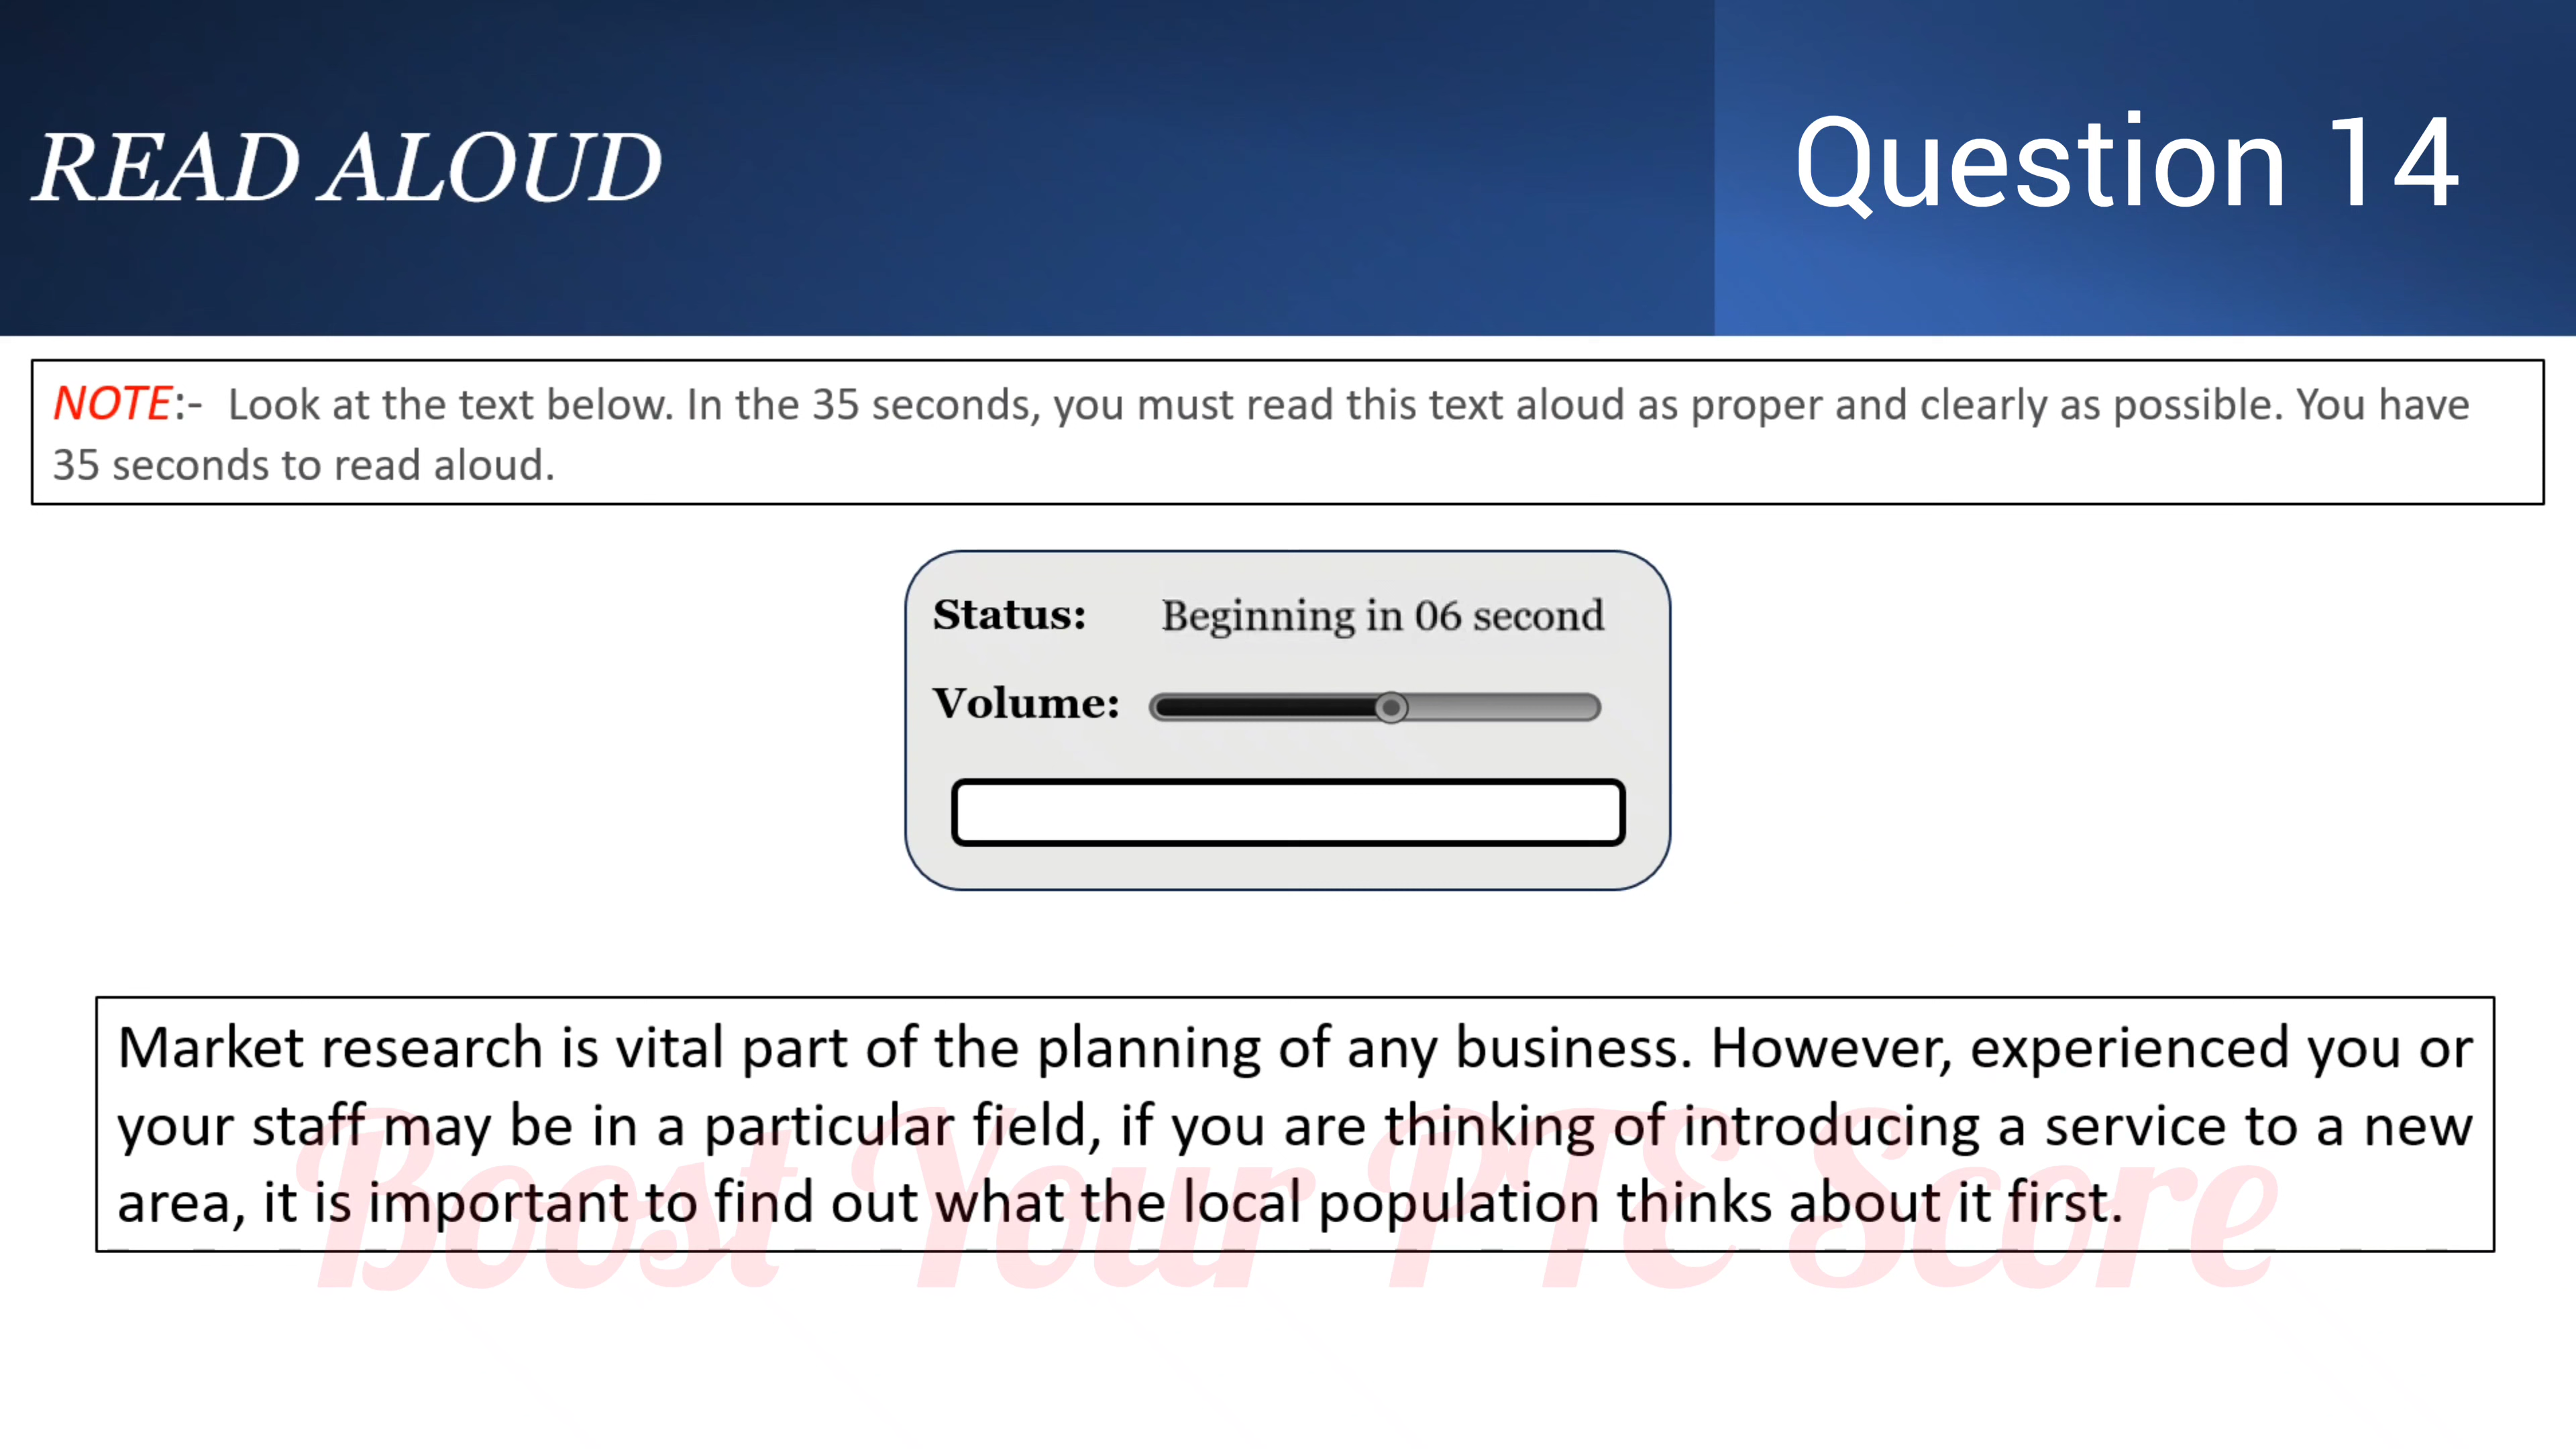 READ ALOUD
Question 14
NOTE:- Look at the text below. In the 35 seconds, you must read this text aloud as proper and clearly as possible. You have
35 seconds to read aloud.
Status: Beginning in 06 second
Volume:
Market research is vital part of the planning of any business. However, experienced you or
your staff may be in a particular field, if you are thinking of introducing a service to a new
area, it is important to find out what the local population thinks about it first.
Boost Your PTE Score